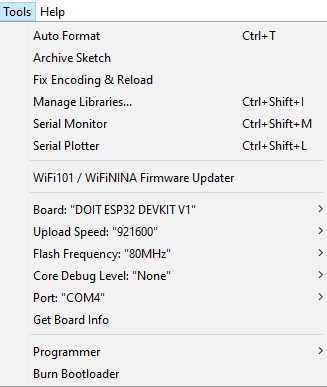 Tools Help
Auto Format Ctrl+T
Archive Sketch
Fix Encoding & Reload
Manage Libraries... Ctrl+Shift+I
Serial Monitor Ctrl+Shift+M
Serial Plotter Ctrl+Shift+L
WiFi101 / WiFiNINA Firmware Updater
Board: "DOIT ESP32 DEVKIT V1"
Upload Speed: "921600"
Flash Frequency: "80MHz"
Core Debug Level: "None"
Port: "COM4"
Get Board Info
Programmer
Burn Bootloader